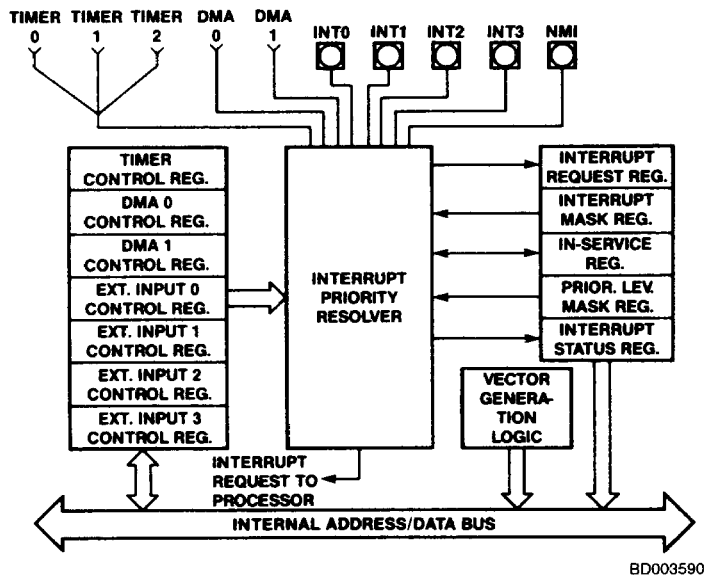 TIMER TIMER TIMER DMA DMA
0 1 2 0 1
INT0 INT1 INT2 INT3 NMI
TIMER
CONTROL REG.
DMA 0
CONTROL REG.
DMA 1
CONTROL REG.
EXT. INPUT 0
CONTROL REG.
EXT. INPUT 1
CONTROL REG.
EXT. INPUT 2
CONTROL REG.
EXT. INPUT 3
CONTROL REG.
INTERRUPT
PRIORITY
RESOLVER
INTERRUPT
REQUEST REG.
INTERRUPT
MASK REG.
IN-SERVICE
REG.
PRIOR. LEV.
MASK REG.
INTERRUPT
STATUS REG.
VECTOR
GENERA-
TION
LOGIC
INTERRUPT
REQUEST TO
PROCESSOR
INTERNAL ADDRESS/DATA BUS
BD003590